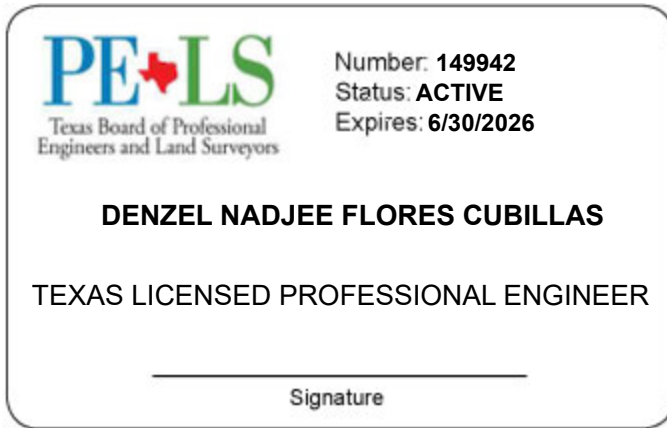 PE LS
Texas Board of Professional
Engineers and Land Surveyors
Number: 149942
Status: ACTIVE
Expires: 6/30/2026
DENZEL NADJEE FLORES CUBILLAS
TEXAS LICENSED PROFESSIONAL ENGINEER
Signature